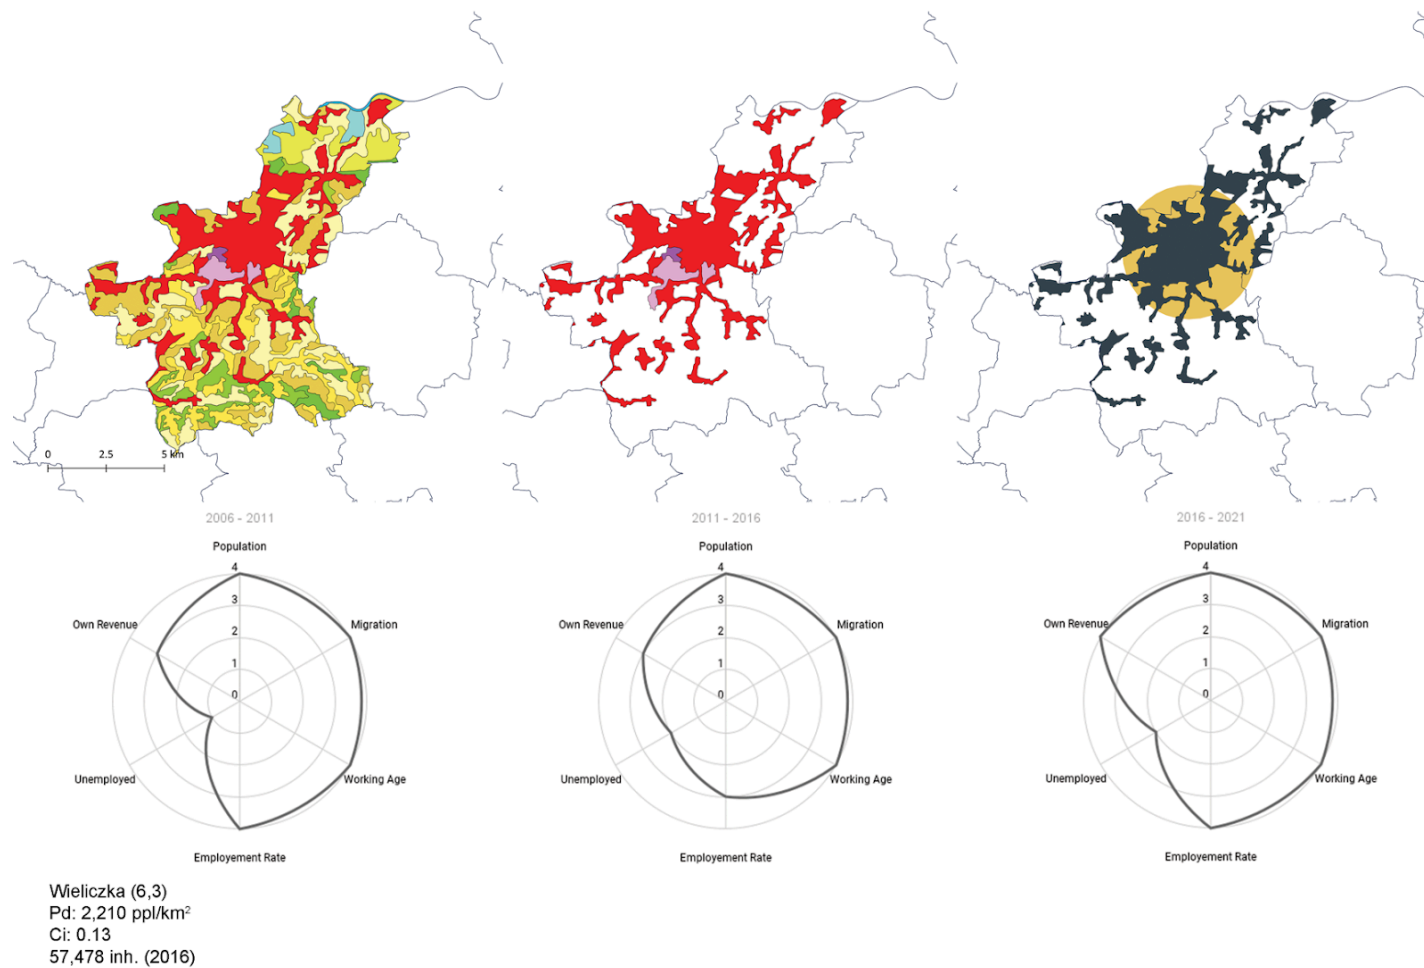 0 2.5 5 km
2006 - 2011
2011 - 2016
2016 - 2021
Population
4
3
2
1
0
Own Revenue
Migration
Unemployed
Working Age
Employement Rate
Population
4
3
2
1
0
Own Revenue
Migration
Unemployed
Working Age
Employement Rate
Population
4
3
2
1
0
Own Revenue
Migration
Unemployed
Working Age
Employement Rate
Wieliczka (6,3)
Pd: 2,210 ppl/km²
Ci: 0.13
57,478 inh. (2016)